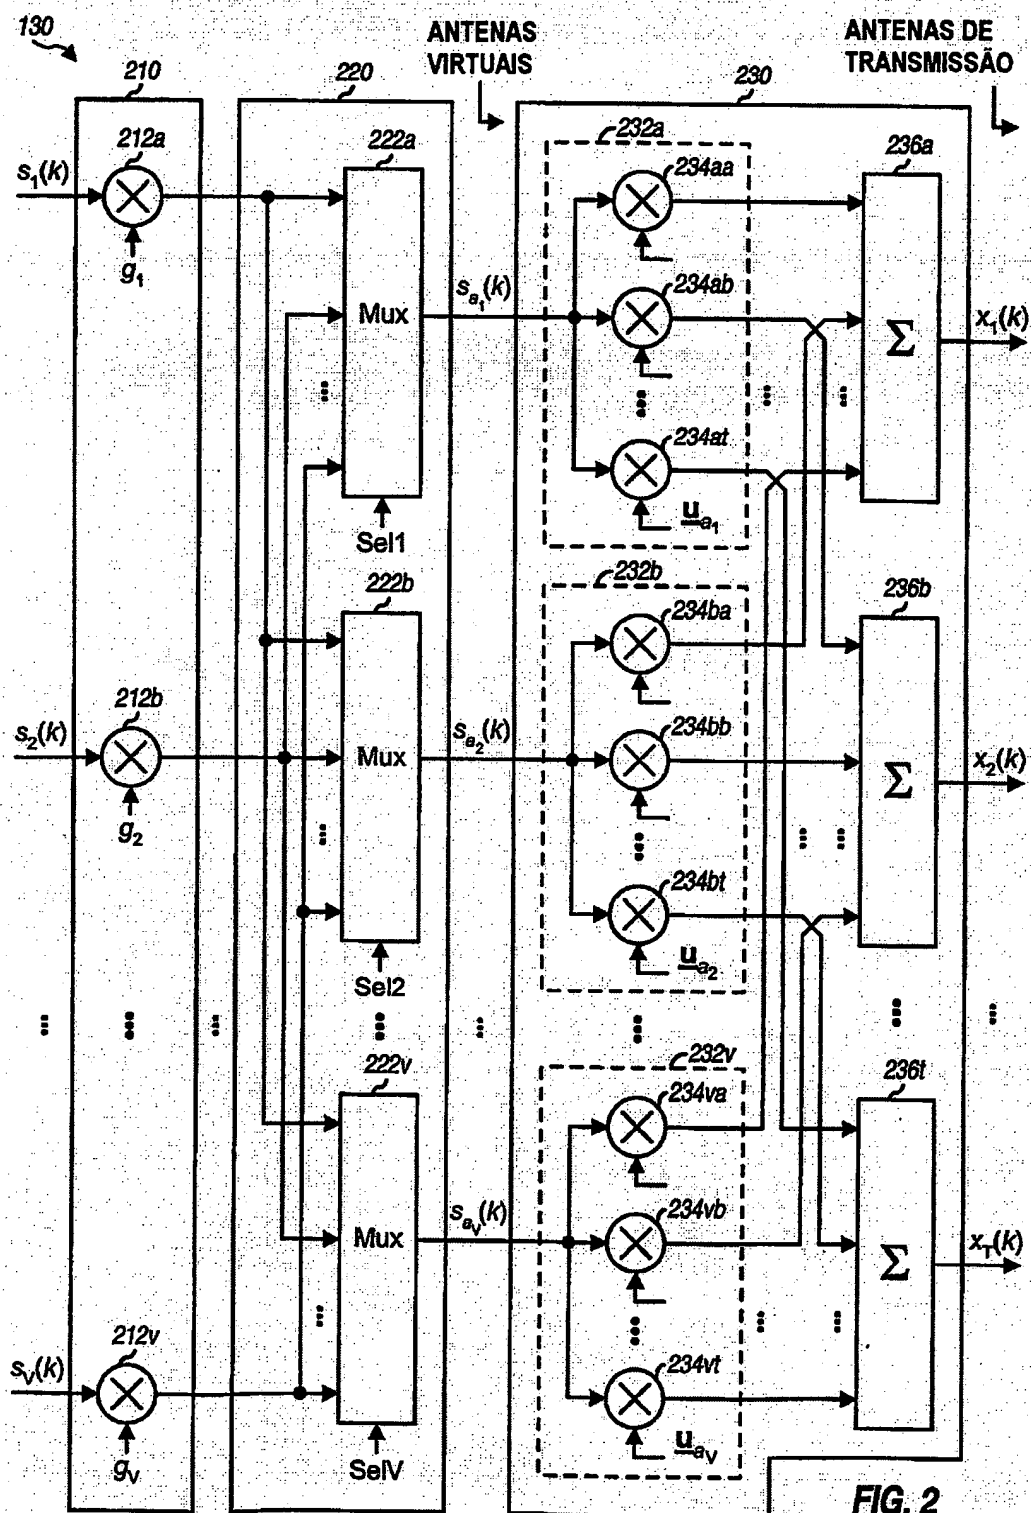 130
ANTENAS
VIRTUAIS
ANTENAS DE
TRANSMISSÃO
210
220
230
212a
222a
232a
234aa
236a
s1(k)
g1
Mux
sa1(k)
234ab
Σ
x1(k)
...
234at
ua1
Sel1
222b
232b
234ba
236b
212b
s2(k)
g2
Mux
sa2(k)
234bb
Σ
x2(k)
...
234bt
ua2
Sel2
...
222v
232v
234va
236t
Mux
saV(k)
234vb
Σ
xT(k)
...
212v
sV(k)
gV
234vt
uaV
SelV
FIG. 2